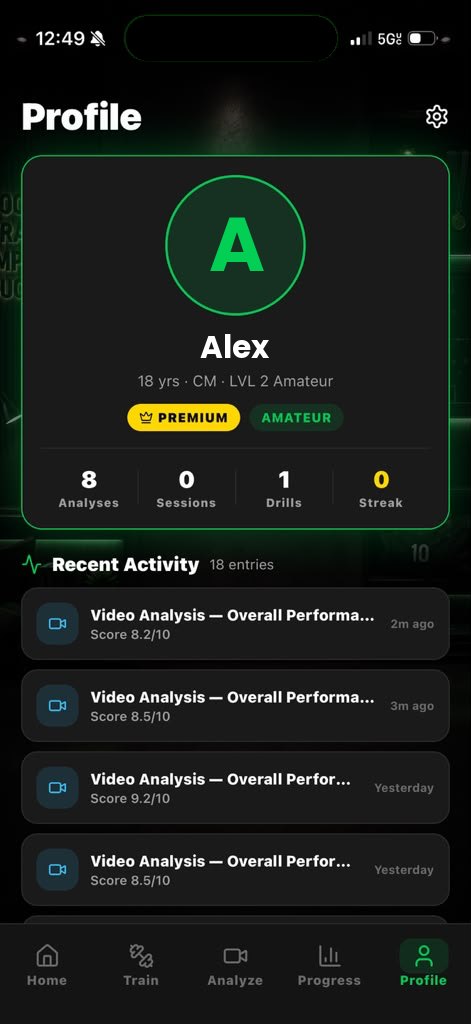 12:49
5G
Profile
A
Alex
18 yrs · CM · LVL 2 Amateur
PREMIUM
AMATEUR
8
Analyses
0
Sessions
1
Drills
0
Streak
10
Recent Activity
18 entries
Video Analysis — Overall Performa...
Score 8.2/10
2m ago
Video Analysis — Overall Performa...
Score 8.5/10
3m ago
Video Analysis — Overall Perfor...
Score 9.2/10
Yesterday
Video Analysis — Overall Perfor...
Score 8.5/10
Yesterday
Home
Train
Analyze
Progress
Profile